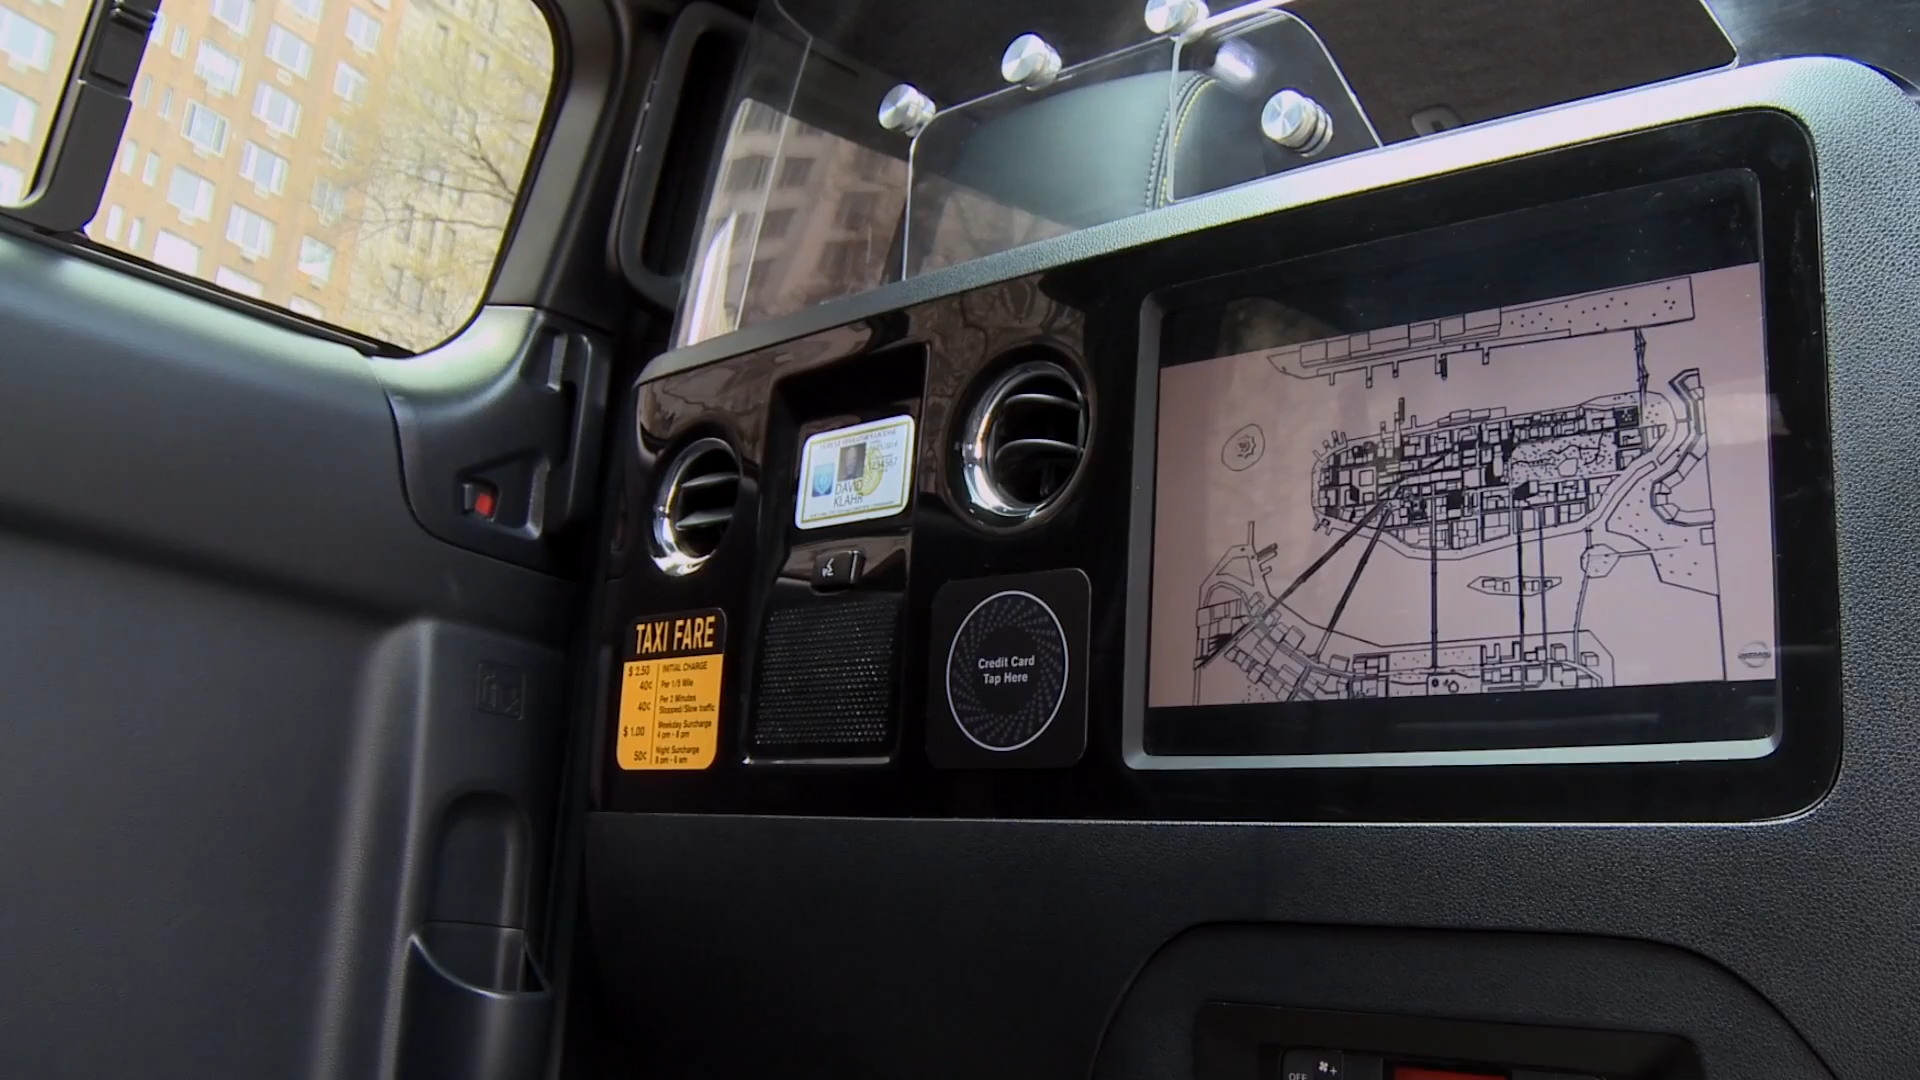 1234567
DAVID
KLAHR
TAXI FARE
$ 2.50 INITIAL CHARGE
40¢ Per 1/5 Mile
40¢ Per 2 Minutes
Stopped/Slow traffic
$ 1.00 Weekday Surcharge
4 pm - 8 pm
50¢ Night Surcharge
8 pm - 6 am
Credit Card
Tap Here
OFF
+